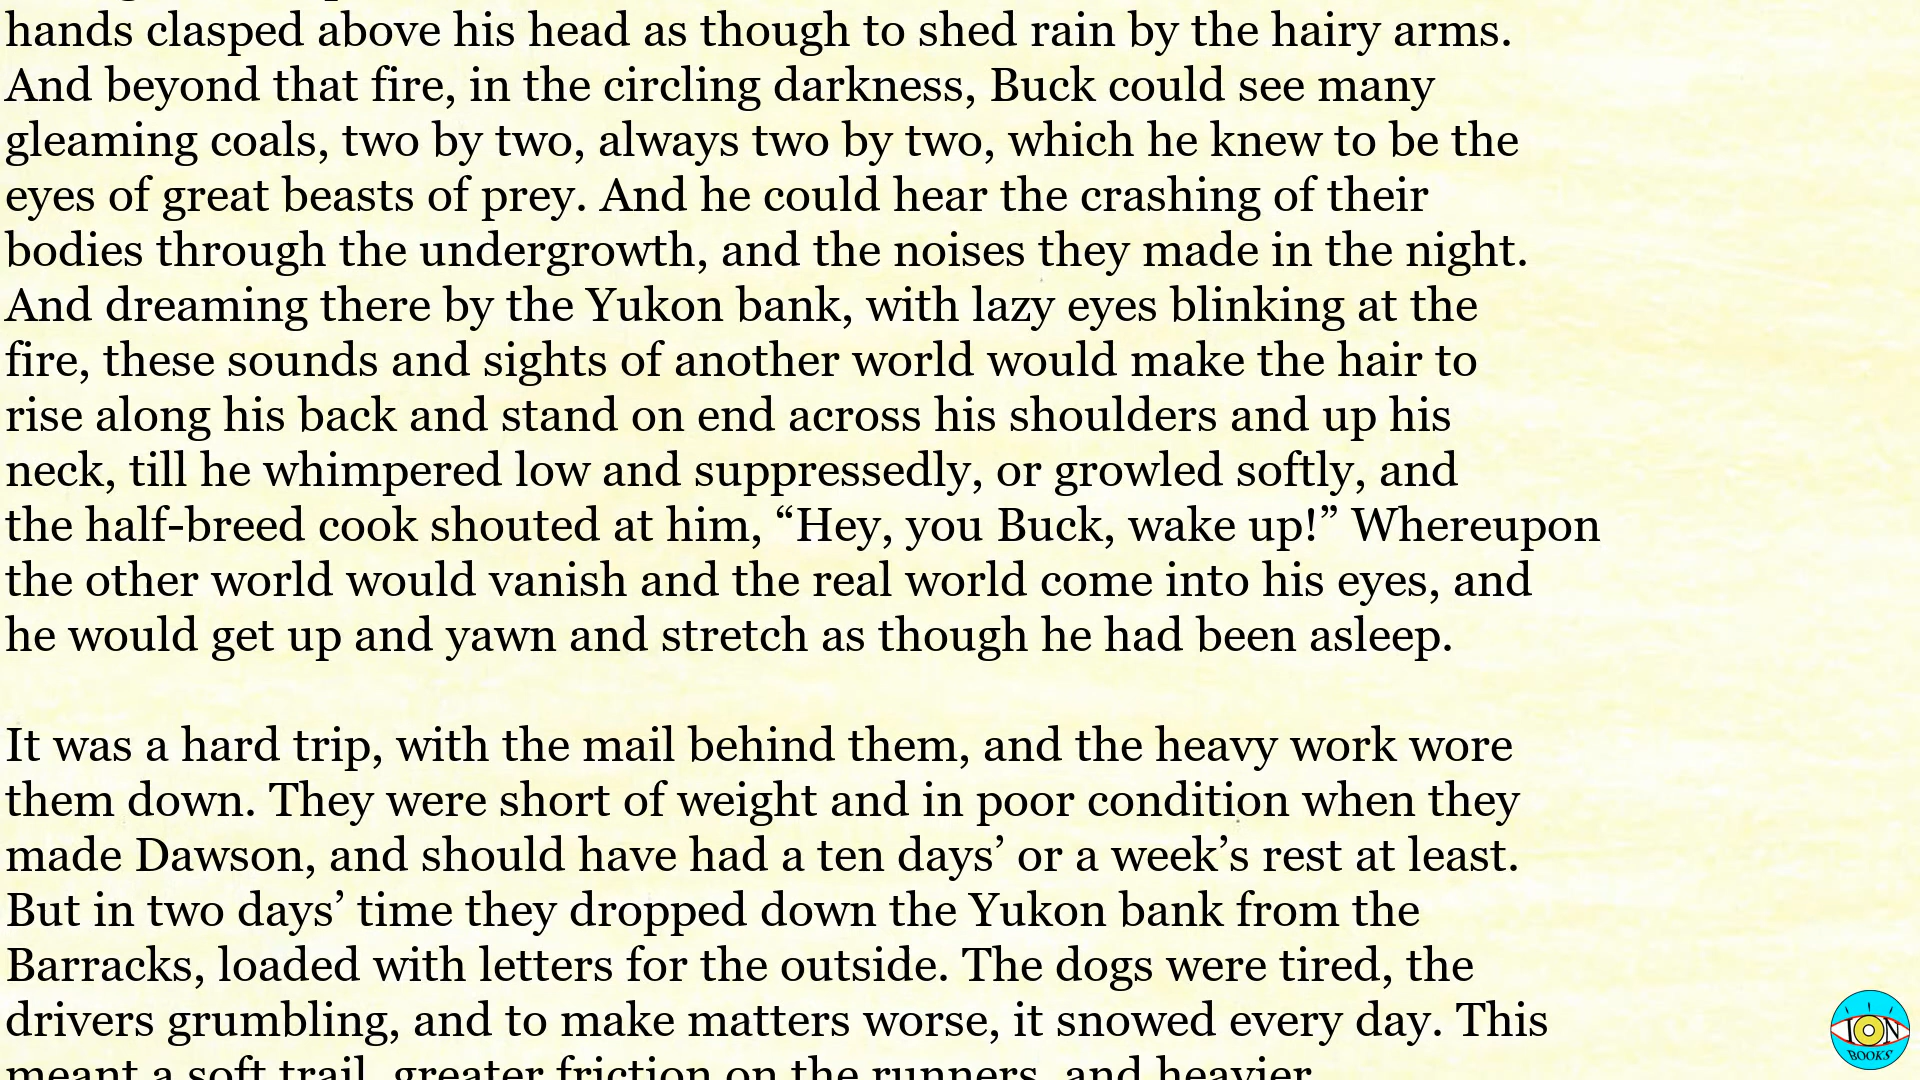 hands clasped above his head as though to shed rain by the hairy arms.
And beyond that fire, in the circling darkness, Buck could see many
gleaming coals, two by two, always two by two, which he knew to be the
eyes of great beasts of prey. And he could hear the crashing of their
bodies through the undergrowth, and the noises they made in the night.
And dreaming there by the Yukon bank, with lazy eyes blinking at the
fire, these sounds and sights of another world would make the hair to
rise along his back and stand on end across his shoulders and up his
neck, till he whimpered low and suppressedly, or growled softly, and
the half-breed cook shouted at him, “Hey, you Buck, wake up!” Whereupon
the other world would vanish and the real world come into his eyes, and
he would get up and yawn and stretch as though he had been asleep.
It was a hard trip, with the mail behind them, and the heavy work wore
them down. They were short of weight and in poor condition when they
made Dawson, and should have had a ten days’ or a week’s rest at least.
But in two days’ time they dropped down the Yukon bank from the
Barracks, loaded with letters for the outside. The dogs were tired, the
drivers grumbling, and to make matters worse, it snowed every day. This
meant a soft trail, greater friction on the runners, and heavier
ION
BOOKS